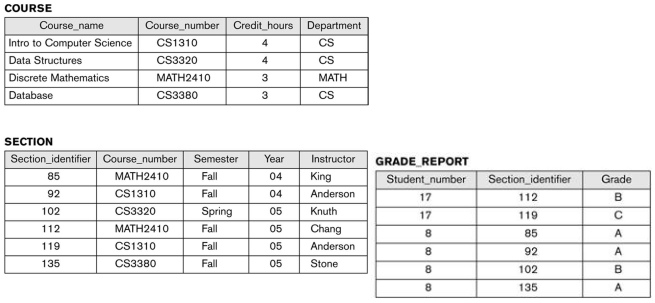 COURSE
Course_name Course_number Credit_hours Department
Intro to Computer Science CS1310 4 CS
Data Structures CS3320 4 CS
Discrete Mathematics MATH2410 3 MATH
Database CS3380 3 CS
SECTION
Section_identifier Course_number Semester Year Instructor
85 MATH2410 Fall 04 King
92 CS1310 Fall 04 Anderson
102 CS3320 Spring 05 Knuth
112 MATH2410 Fall 05 Chang
119 CS1310 Fall 05 Anderson
135 CS3380 Fall 05 Stone
GRADE_REPORT
Student_number Section_identifier Grade
17 112 B
17 119 C
8 85 A
8 92 A
8 102 B
8 135 A